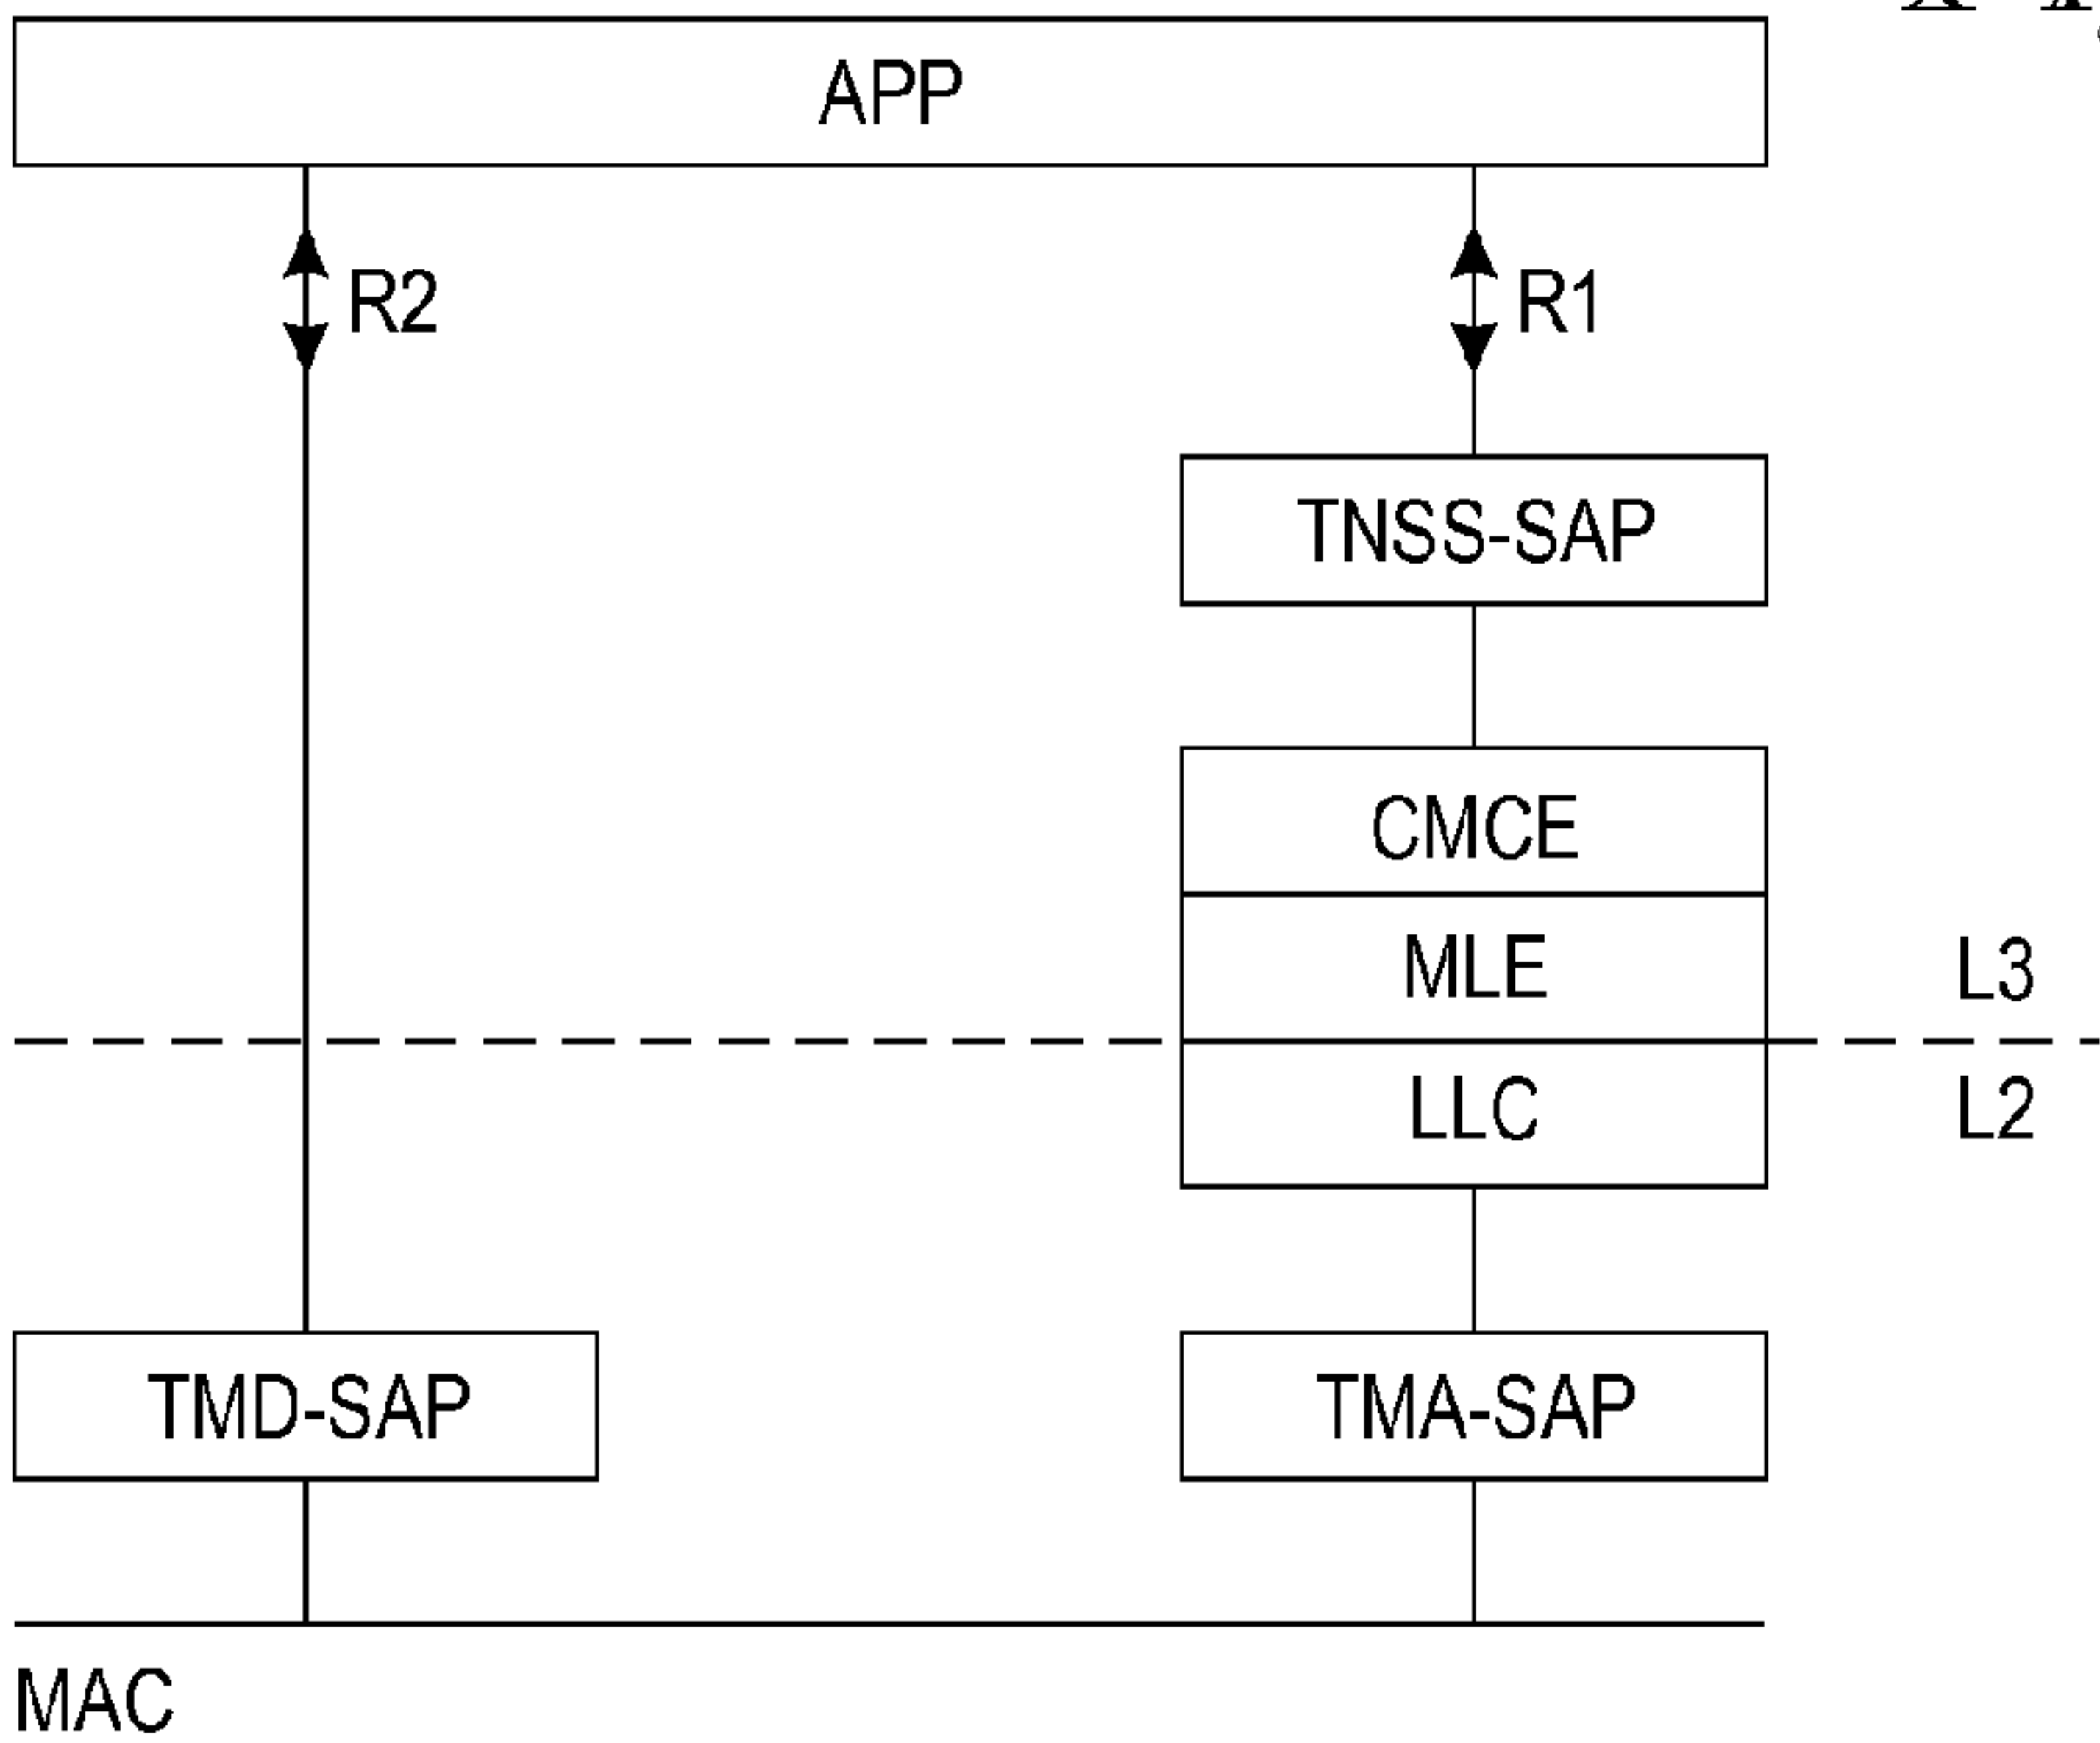 APP
R2
R1
TNSS-SAP
CMCE
MLE
L3
LLC
L2
TMD-SAP
TMA-SAP
MAC